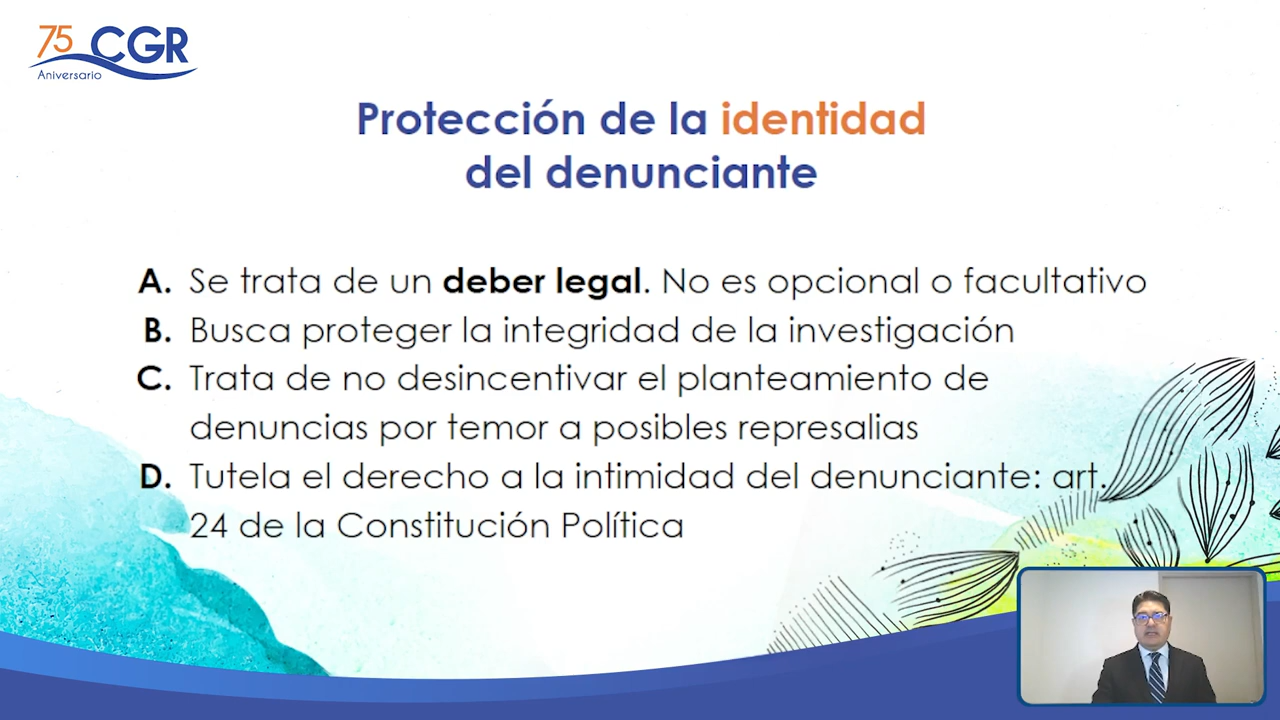 75 CGR
Aniversario
Protección de la identidad
del denunciante
A. Se trata de un deber legal. No es opcional o facultativo
B. Busca proteger la integridad de la investigación
C. Trata de no desincentivar el planteamiento de
denuncias por temor a posibles represalias
D. Tutela el derecho a la intimidad del denunciante: art.
24 de la Constitución Política